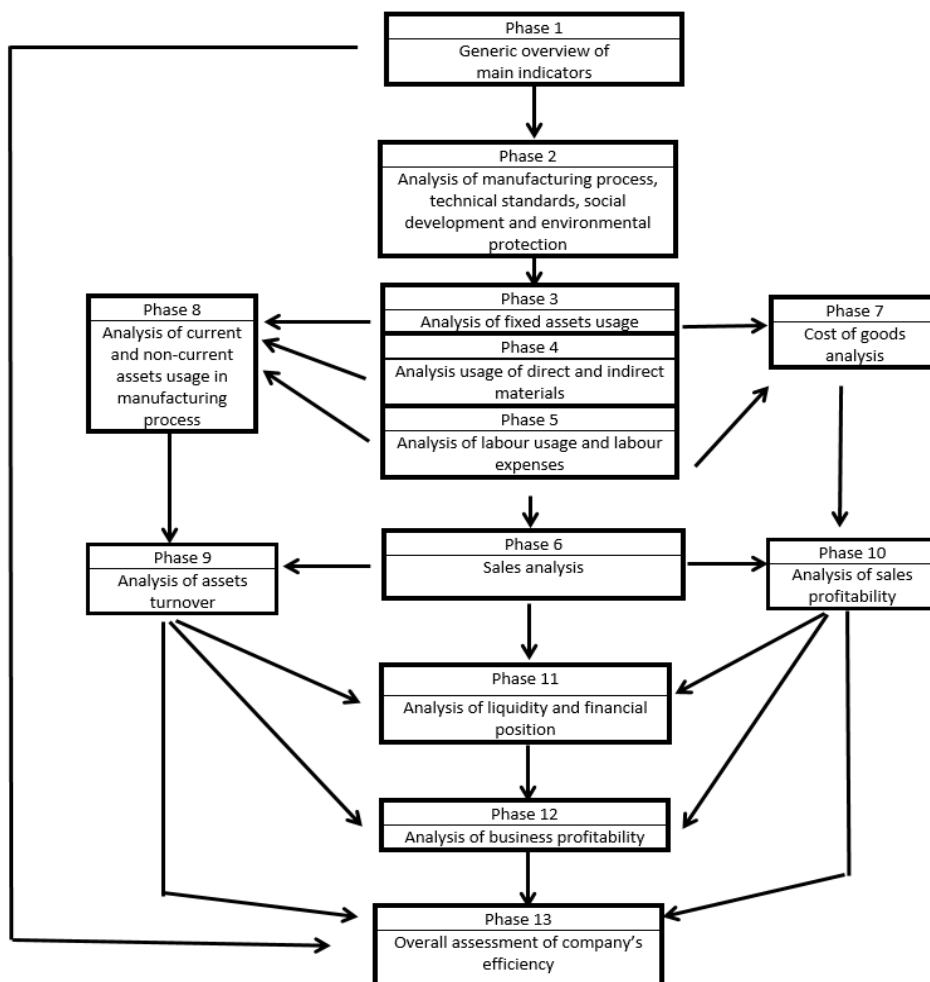 Phase 1
Generic overview of
main indicators
Phase 2
Analysis of manufacturing process,
technical standards, social
development and environmental
protection
Phase 3
Analysis of fixed assets usage
Phase 4
Analysis usage of direct and indirect
materials
Phase 5
Analysis of labour usage and labour
expenses
Phase 8
Analysis of current
and non-current
assets usage in
manufacturing
process
Phase 7
Cost of goods
analysis
Phase 6
Sales analysis
Phase 9
Analysis of assets
turnover
Phase 10
Analysis of sales
profitability
Phase 11
Analysis of liquidity and financial
position
Phase 12
Analysis of business profitability
Phase 13
Overall assessment of company's
efficiency